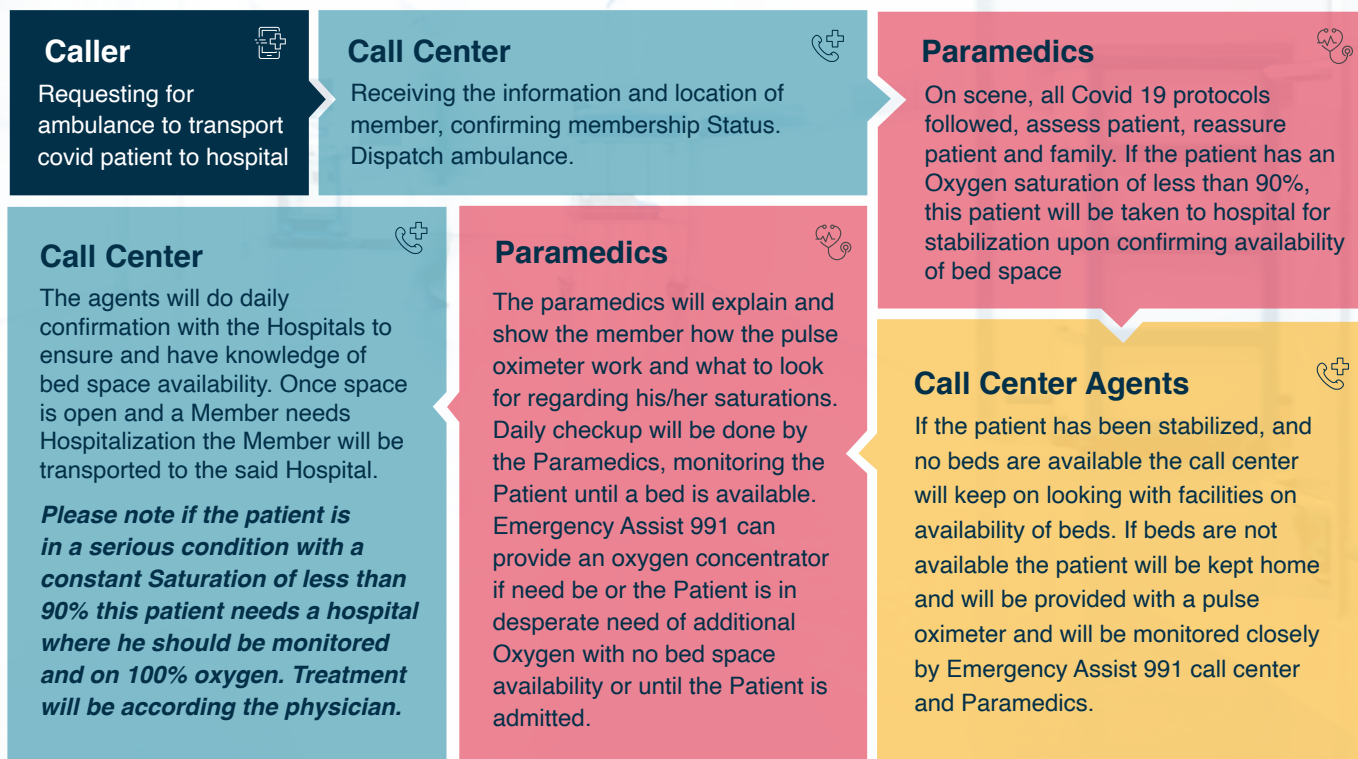 Caller
Requesting for
ambulance to transport
covid patient to hospital
Call Center
Receiving the information and location of
member, confirming membership Status.
Dispatch ambulance.
Paramedics
On scene, all Covid 19 protocols
followed, assess patient, reassure
patient and family. If the patient has an
Oxygen saturation of less than 90%,
this patient will be taken to hospital for
stabilization upon confirming availability
of bed space
Call Center Agents
If the patient has been stabilized, and
no beds are available the call center
will keep on looking with facilities on
availability of beds. If beds are not
available the patient will be kept home
and will be provided with a pulse
oximeter and will be monitored closely
by Emergency Assist 991 call center
and Paramedics.
Paramedics
The paramedics will explain and
show the member how the pulse
oximeter work and what to look
for regarding his/her saturations.
Daily checkup will be done by
the Paramedics, monitoring the
Patient until a bed is available.
Emergency Assist 991 can
provide an oxygen concentrator
if need be or the Patient is in
desperate need of additional
Oxygen with no bed space
availability or until the Patient is
admitted.
Call Center
The agents will do daily
confirmation with the Hospitals to
ensure and have knowledge of
bed space availability. Once space
is open and a Member needs
Hospitalization the Member will be
transported to the said Hospital.
Please note if the patient is
in a serious condition with a
constant Saturation of less than
90% this patient needs a hospital
where he should be monitored
and on 100% oxygen. Treatment
will be according the physician.